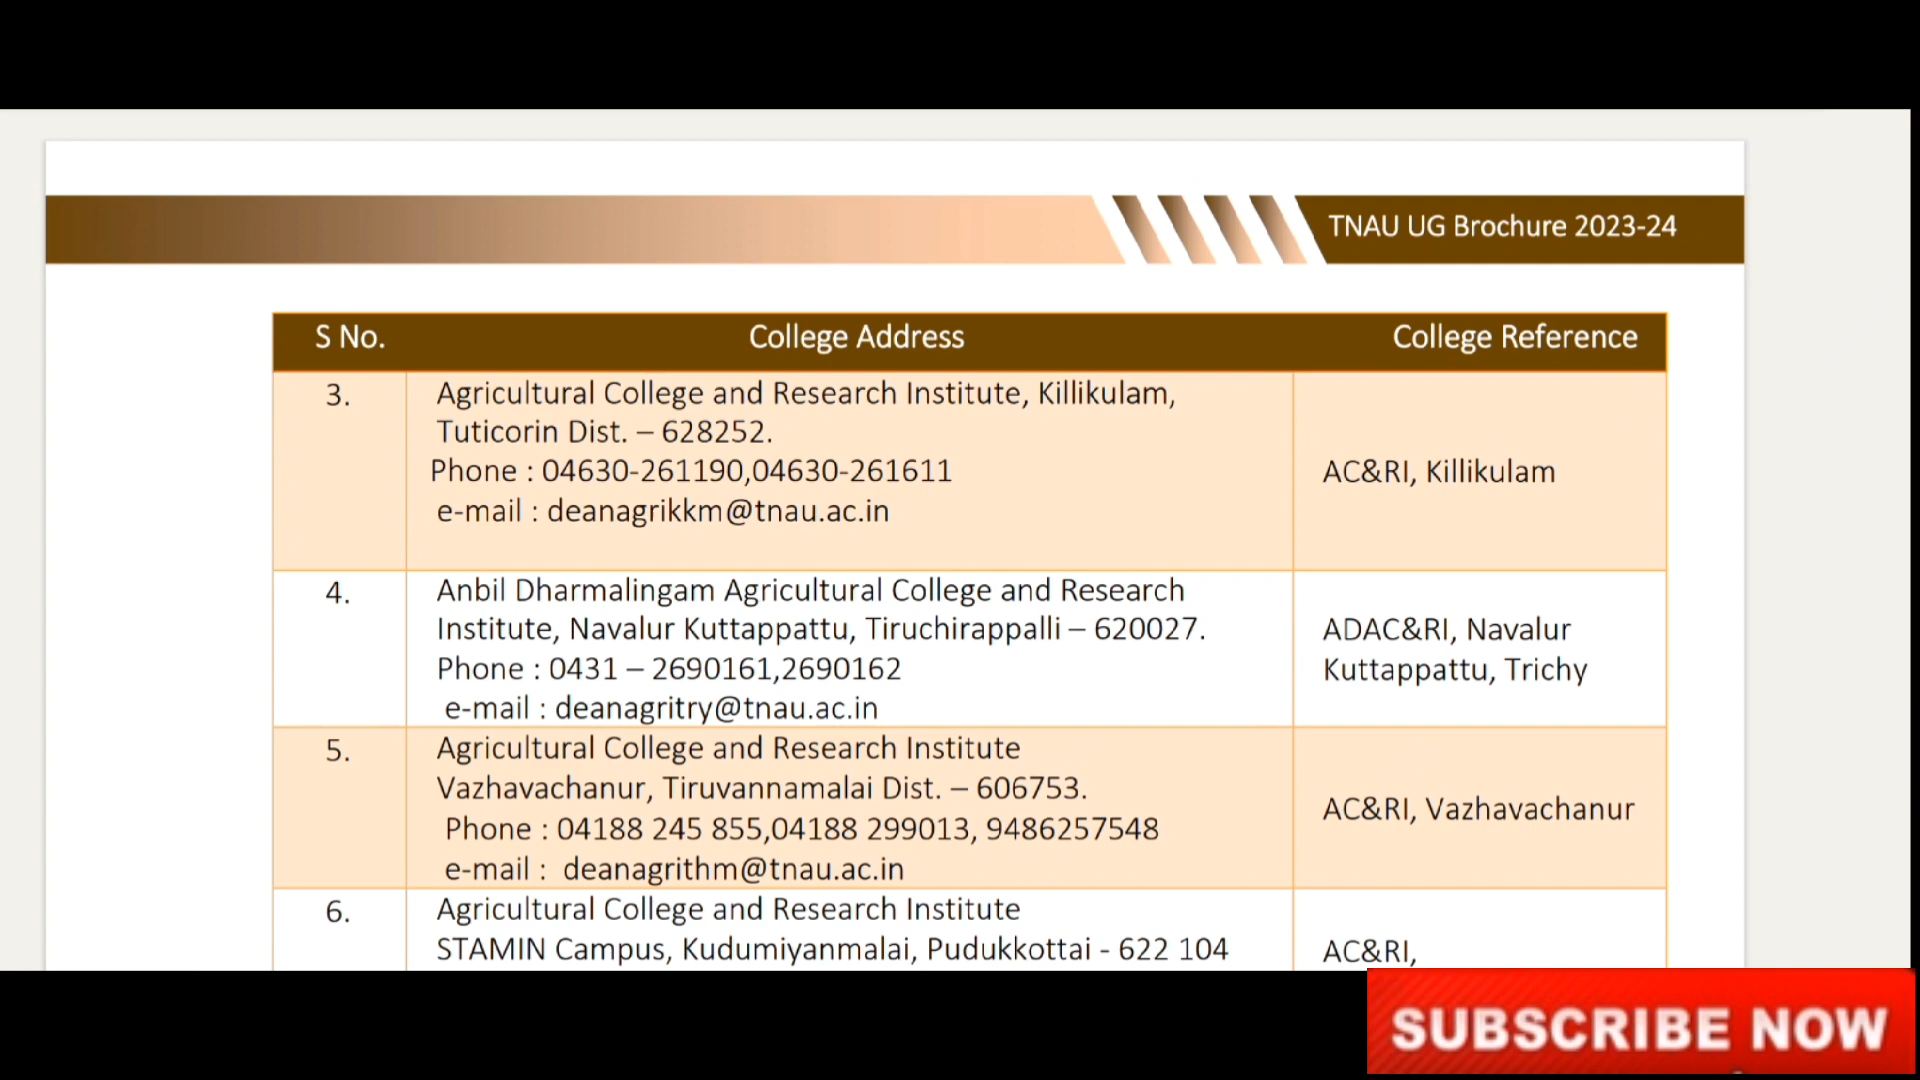 TNAU UG Brochure 2023-24
S No. College Address College Reference
3. Agricultural College and Research Institute, Killikulam,
Tuticorin Dist. – 628252.
Phone : 04630-261190,04630-261611
e-mail : deanagrikkm@tnau.ac.in
AC&RI, Killikulam
4. Anbil Dharmalingam Agricultural College and Research
Institute, Navalur Kuttappattu, Tiruchirappalli – 620027.
Phone : 0431 – 2690161,2690162
e-mail : deanagritry@tnau.ac.in
ADAC&RI, Navalur
Kuttappattu, Trichy
5. Agricultural College and Research Institute
Vazhavachanur, Tiruvannamalai Dist. – 606753.
Phone : 04188 245 855,04188 299013, 9486257548
e-mail : deanagrithm@tnau.ac.in
AC&RI, Vazhavachanur
6. Agricultural College and Research Institute
STAMIN Campus, Kudumiyanmalai, Pudukkottai - 622 104
AC&RI,
SUBSCRIBE NOW